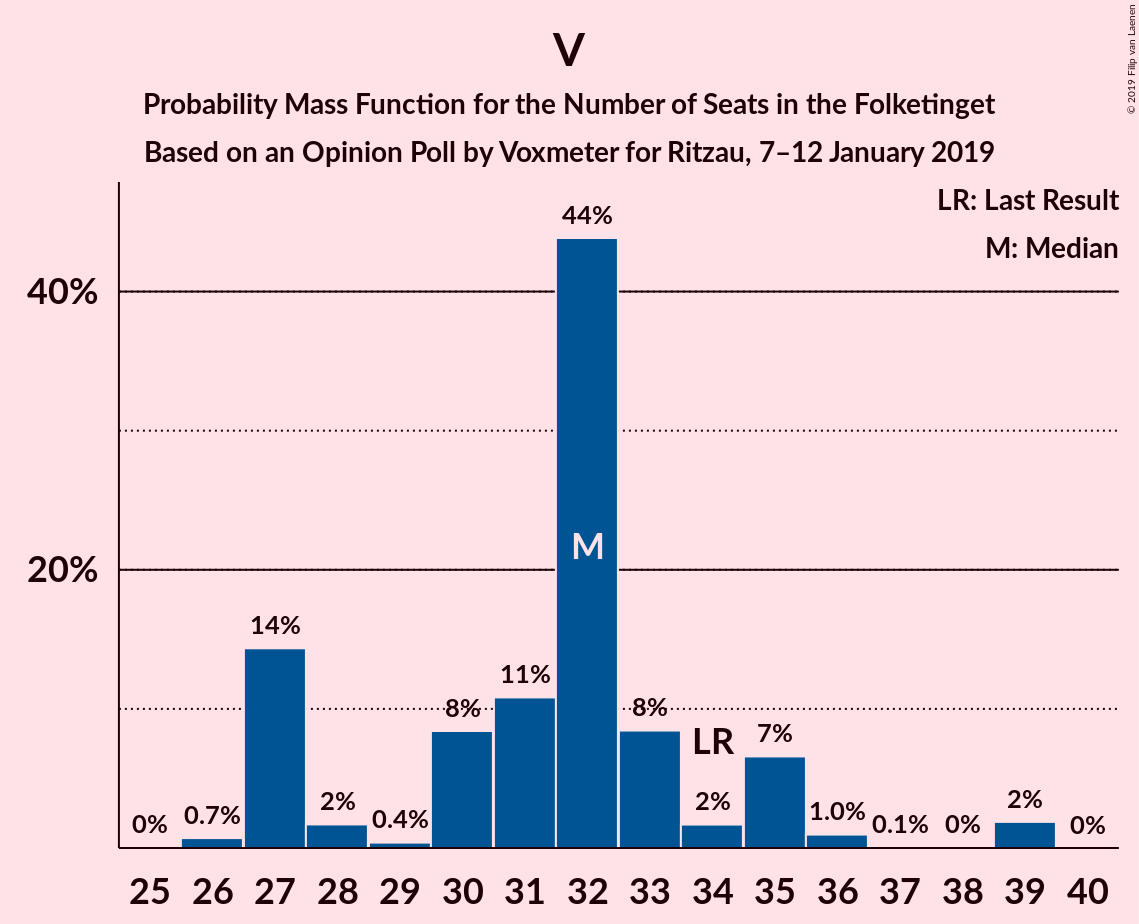 V
Probability Mass Function for the Number of Seats in the Folketinget
Based on an Opinion Poll by Voxmeter for Ritzau, 7–12 January 2019
© 2019 Filip van Laenen
LR: Last Result
M: Median
44%
40%
M
20%
14%
11%
8%
8%
LR
7%
0%
0.7%
2%
0.4%
2%
1.0%
0.1%
0%
2%
0%
25 26 27 28 29 30 31 32 33 34 35 36 37 38 39 40